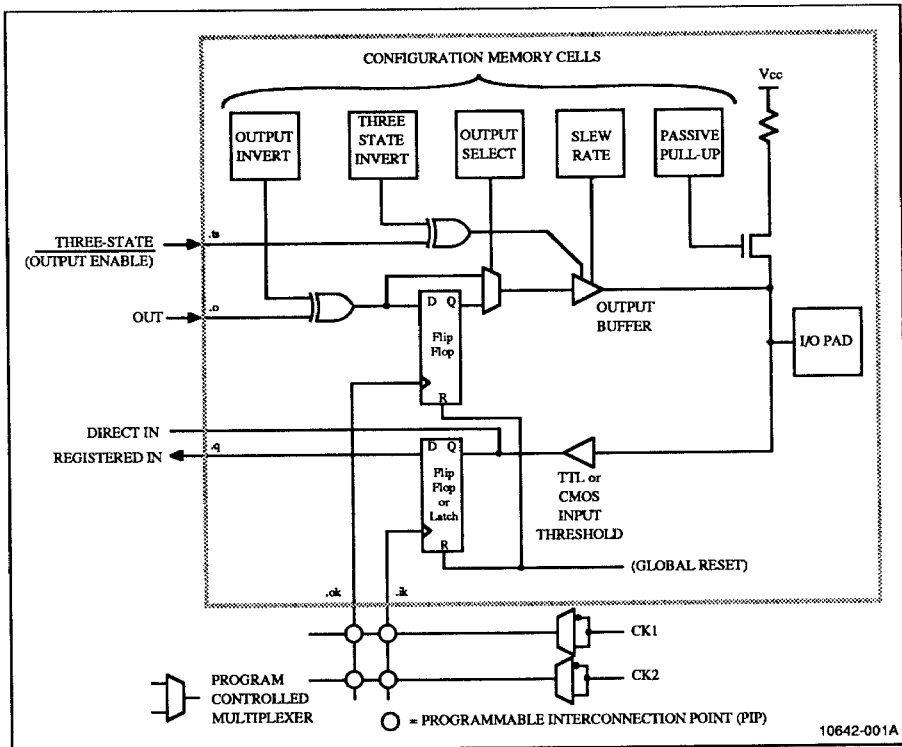 CONFIGURATION MEMORY CELLS
Vcc
OUTPUT
INVERT
THREE
STATE
INVERT
OUTPUT
SELECT
SLEW
RATE
PASSIVE
PULL-UP
THREE-STATE
(OUTPUT ENABLE)
.ts
OUT
.o
D Q
Flip
Flop
R
OUTPUT
BUFFER
I/O PAD
DIRECT IN
REGISTERED IN
.q
D Q
Flip
Flop
or
Latch
R
TTL or
CMOS
INPUT
THRESHOLD
(GLOBAL RESET)
.ok
.ik
CK1
CK2
PROGRAM
CONTROLLED
MULTIPLEXER
= PROGRAMMABLE INTERCONNECTION POINT (PIP)
10642-001A